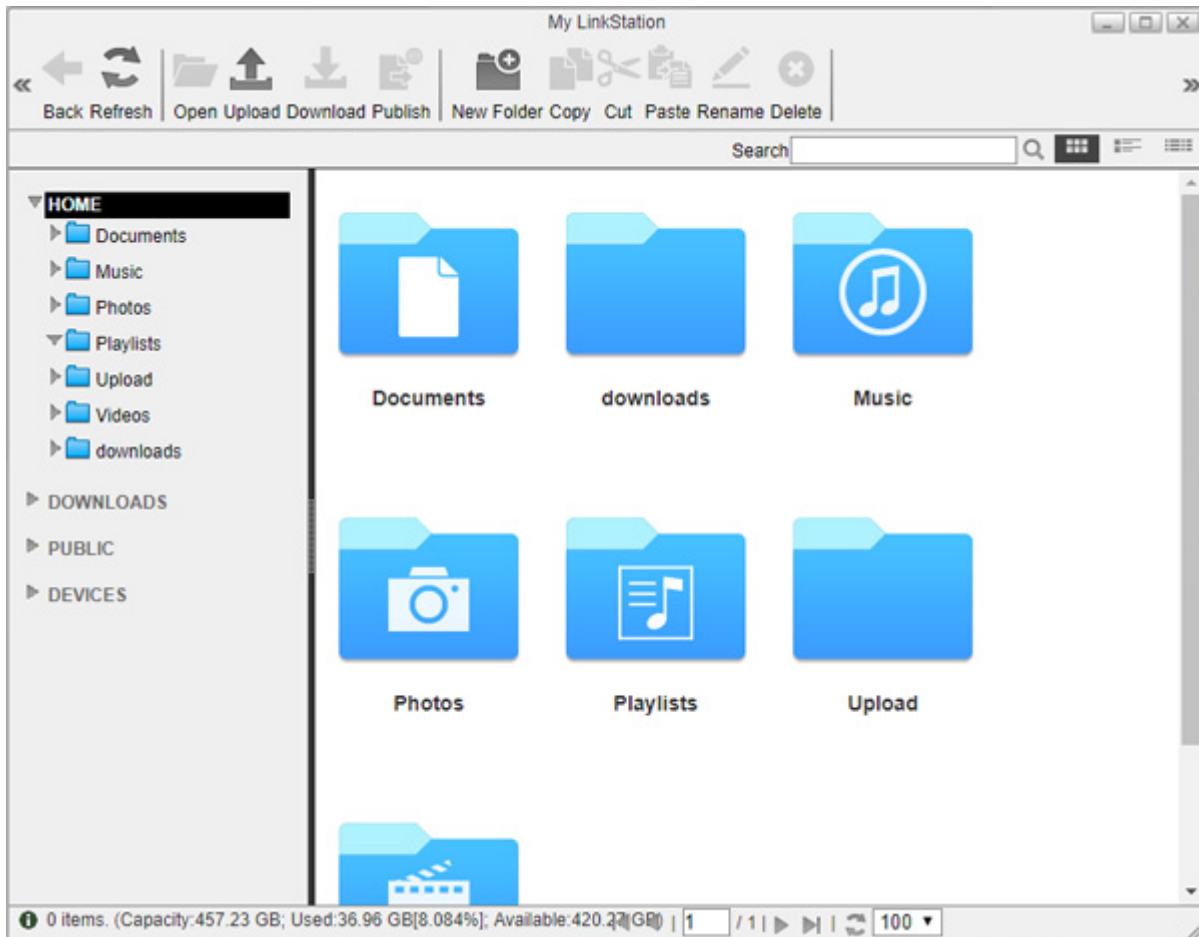 My LinkStation
Back Refresh Open Upload Download Publish New Folder Copy Cut Paste Rename Delete
Search
HOME
Documents
Music
Photos
Playlists
Upload
Videos
downloads
DOWNLOADS
PUBLIC
DEVICES
Documents downloads Music
Photos Playlists Upload
0 items. (Capacity:457.23 GB; Used:36.96 GB[8.084%]; Available:420.27 GB) | 1 / 1 | | 100